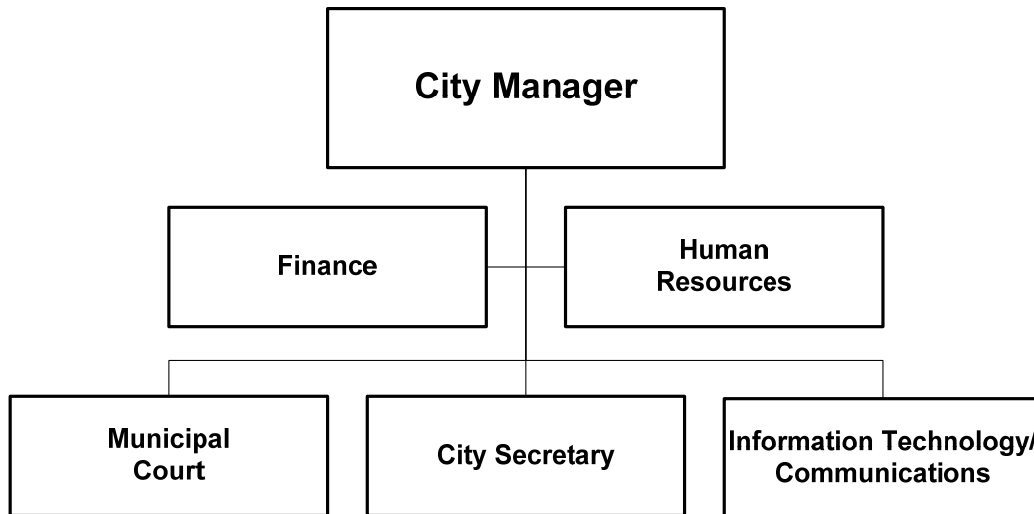 City Manager
Finance
Human
Resources
Municipal
Court
City Secretary
Information Technology/
Communications